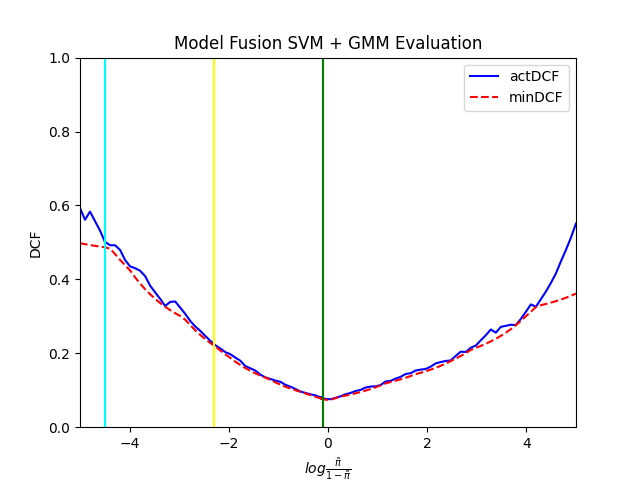 Model Fusion SVM + GMM Evaluation
1.0
actDCF
minDCF
0.8
0.6
DCF
0.4
0.2
0.0
−4 −2 0 2 4
log π̃/(1 − π̃)